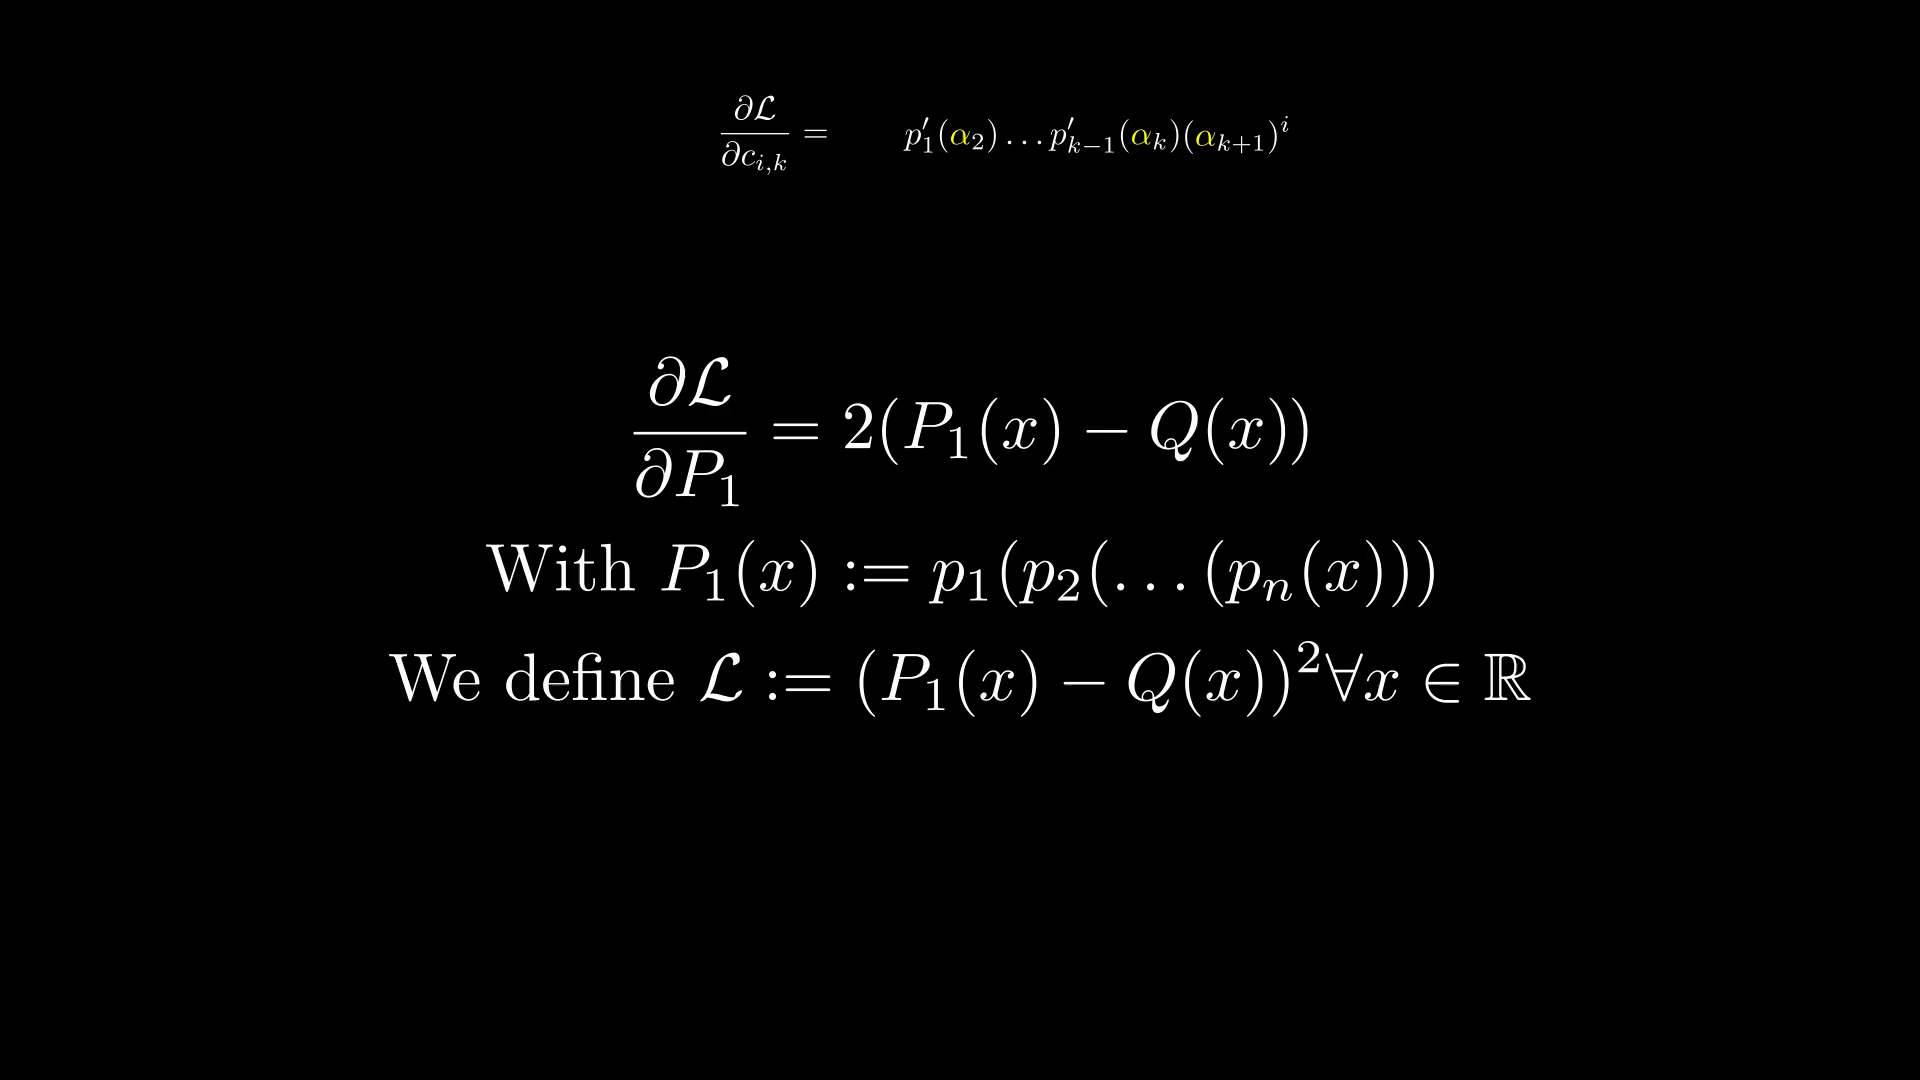 ∂ℒ/∂c_{i,k} = p′_1(α_2) … p′_{k−1}(α_k)(α_{k+1})^i
∂ℒ/∂P_1 = 2(P_1(x) − Q(x))
With P_1(x) := p_1(p_2(…(p_n(x)))
We define ℒ := (P_1(x) − Q(x))^2 ∀x ∈ ℝ